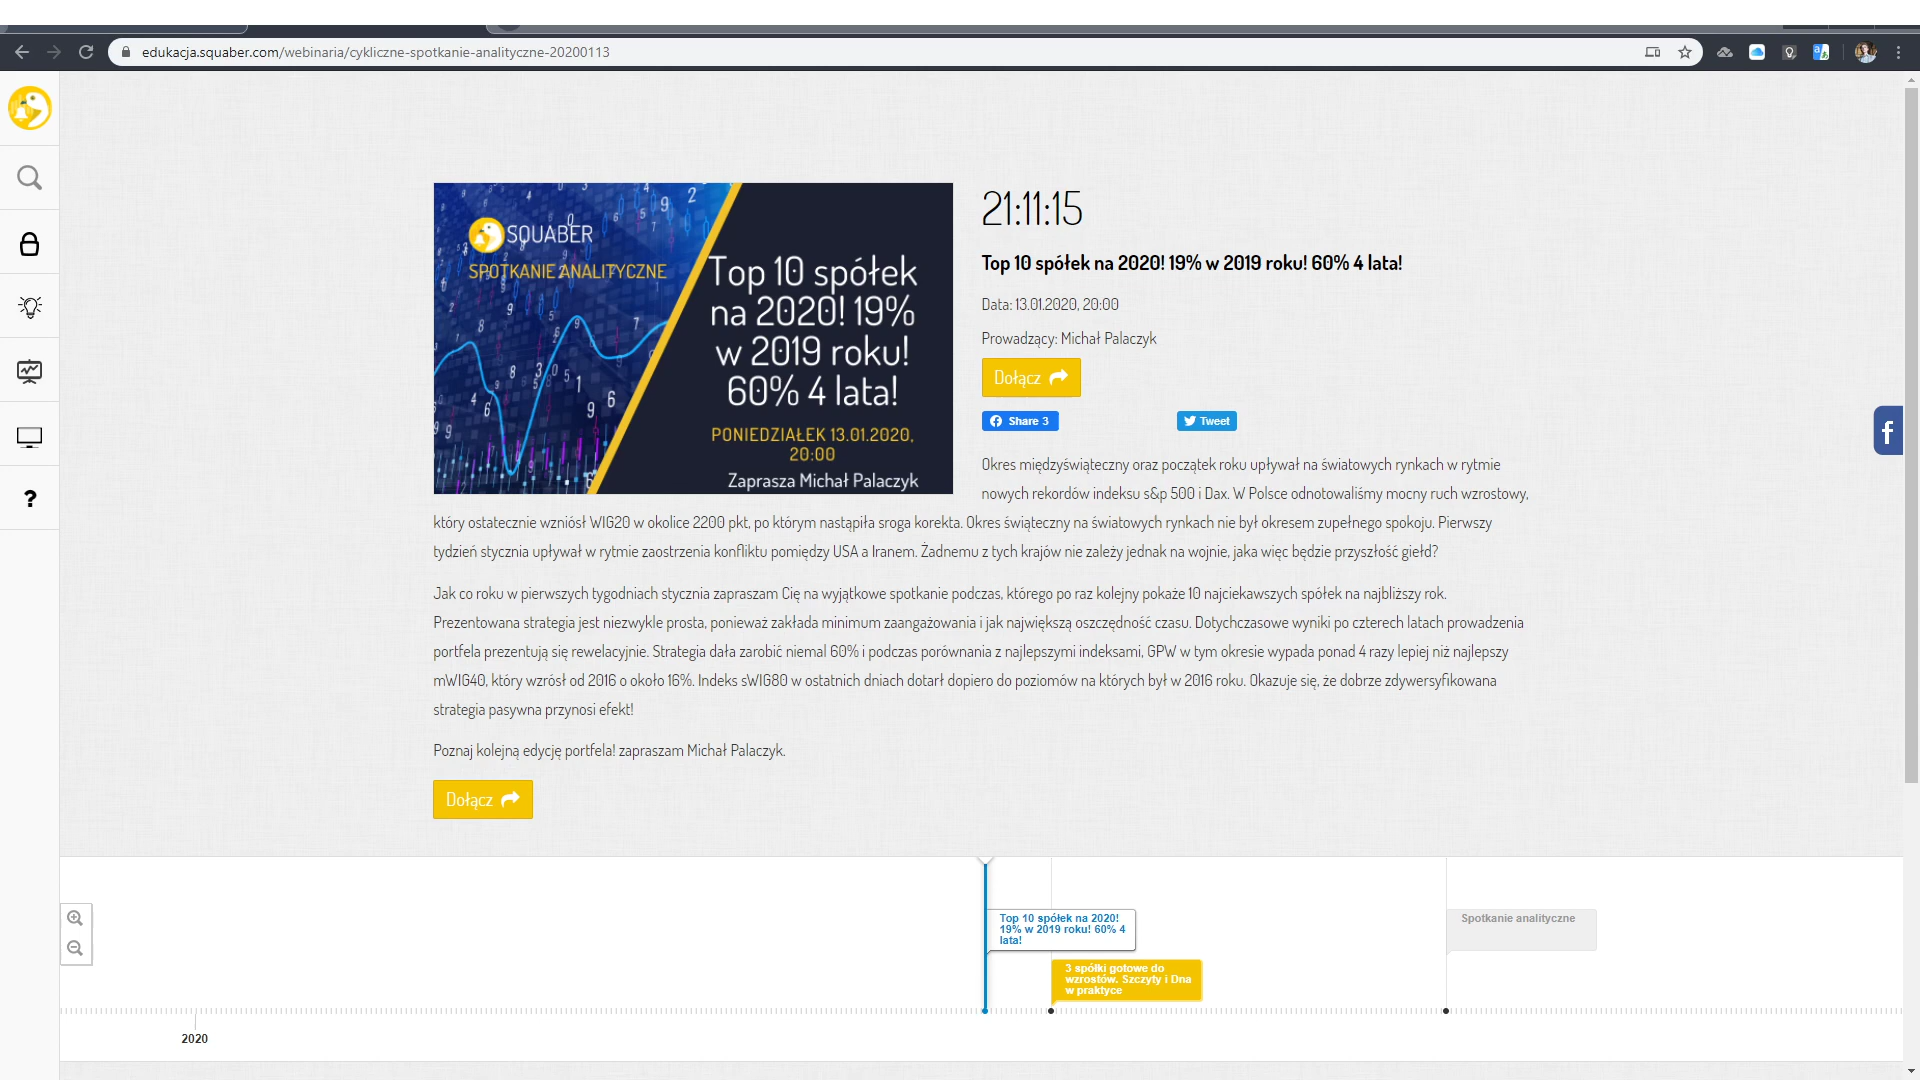 edukacja.squaber.com/webinaria/cykliczne-spotkanie-analityczne-20200113
SQUABER
SPOTKANIE ANALITYCZNE
Top 10 spółek
na 2020! 19%
w 2019 roku!
60% 4 lata!
PONIEDZIAŁEK 13.01.2020,
20:00
Zaprasza Michał Palaczyk
21:11:15
Top 10 spółek na 2020! 19% w 2019 roku! 60% 4 lata!
Data: 13.01.2020, 20:00
Prowadzący: Michał Palaczyk
Dołącz
Share 3
Tweet
Okres międzyświąteczny oraz początek roku upływał na światowych rynkach w rytmie
nowych rekordów indeksu s&p 500 i Dax. W Polsce odnotowaliśmy mocny ruch wzrostowy,
który ostatecznie wzniósł WIG20 w okolice 2200 pkt, po którym nastąpiła sroga korekta. Okres świąteczny na światowych rynkach nie był okresem zupełnego spokoju. Pierwszy
tydzień stycznia upływał w rytmie zaostrzenia konfliktu pomiędzy USA a Iranem. Żadnemu z tych krajów nie zależy jednak na wojnie, jaka więc będzie przyszłość giełd?
Jak co roku w pierwszych tygodniach stycznia zapraszam Cię na wyjątkowe spotkanie podczas, którego po raz kolejny pokaże 10 najciekawszych spółek na najbliższy rok.
Prezentowana strategia jest niezwykle prosta, ponieważ zakłada minimum zaangażowania i jak największą oszczędność czasu. Dotychczasowe wyniki po czterech latach prowadzenia
portfela prezentują się rewelacyjnie. Strategia dała zarobić niemal 60% i podczas porównania z najlepszymi indeksami, GPW w tym okresie wypada ponad 4 razy lepiej niż najlepszy
mWIG40, który wzrósł od 2016 o około 16%. Indeks sWIG80 w ostatnich dniach dotarł dopiero do poziomów na których był w 2016 roku. Okazuje się, że dobrze zdywersyfikowana
strategia pasywna przynosi efekt!
Poznaj kolejną edycję portfela! zapraszam Michał Palaczyk.
Dołącz
Top 10 spółek na 2020!
19% w 2019 roku! 60% 4
lata!
Spotkanie analityczne
3 spółki gotowe do
wzrostów. Szczyty i Dna
w praktyce
2020